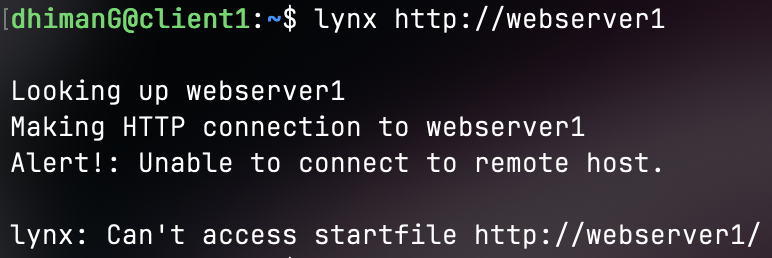 [dhimanG@client1:~$ lynx http://webserver1
Looking up webserver1
Making HTTP connection to webserver1
Alert!: Unable to connect to remote host.
lynx: Can't access startfile http://webserver1/